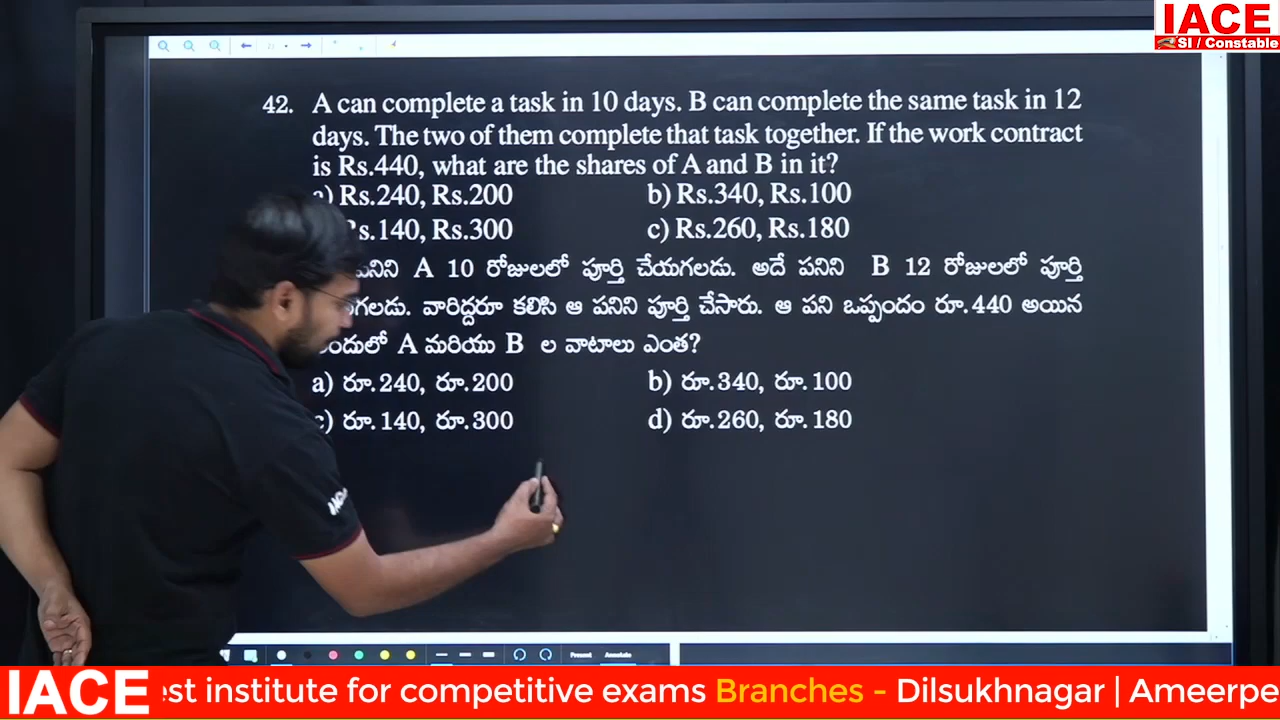 IACE
SI / Constable
42. A can complete a task in 10 days. B can complete the same task in 12
days. The two of them complete that task together. If the work contract
is Rs.440, what are the shares of A and B in it?
a) Rs.240, Rs.200 b) Rs.340, Rs.100
Rs.140, Rs.300 c) Rs.260, Rs.180
పనిని A 10 రోజులలో పూర్తి చేయగలడు. అదే పనిని B 12 రోజులలో పూర్తి
వారిద్దరూ కలిసి ఆ పనిని పూర్తి చేసారు. ఆ పని ఒప్పందం రూ.440 అయిన
A మరియు B ల వాటాలు ఎంత?
a) రూ.240, రూ.200 b) రూ.340, రూ.100
c) రూ.140, రూ.300 d) రూ.260, రూ.180
Present Annotate
IACE est institute for competitive exams Branches - Dilsukhnagar | Ameerpe